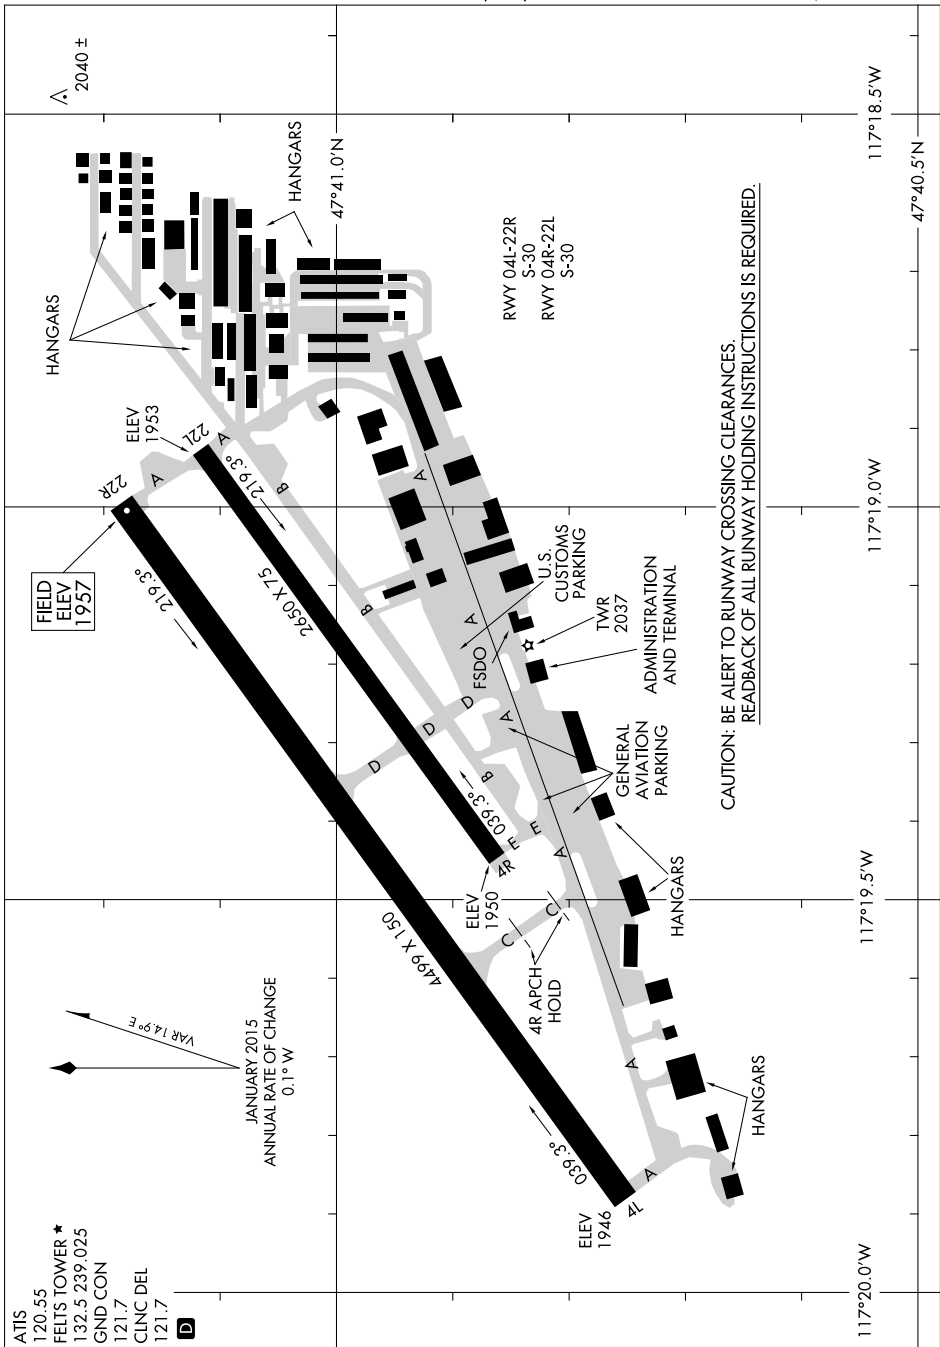 ATIS
120.55
FELTS TOWER ★
132.5 239.025
GND CON
121.7
CLNC DEL
121.7
D
VAR 14.9° E
JANUARY 2015
ANNUAL RATE OF CHANGE
0.1° W
FIELD
ELEV
1957
22R
A
219.3°
ELEV
1953
22L
A
219.3°
HANGARS
2040 ±
HANGARS
47°41.0'N
B
B
2650 X 75
4499 X 150
D
D
D
B
039.3°
4R
ELEV
1950
E
E
A
A
A
A
C
C
4R APCH
HOLD
FSDO
U.S.
CUSTOMS
PARKING
TWR
2037
ADMINISTRATION
AND TERMINAL
GENERAL
AVIATION
PARKING
HANGARS
039.3°
ELEV
1946
4L
A
A
HANGARS
RWY 04L-22R
S-30
RWY 04R-22L
S-30
CAUTION: BE ALERT TO RUNWAY CROSSING CLEARANCES.
READBACK OF ALL RUNWAY HOLDING INSTRUCTIONS IS REQUIRED.
117°20.0'W
117°19.5'W
117°19.0'W
117°18.5'W
47°40.5'N